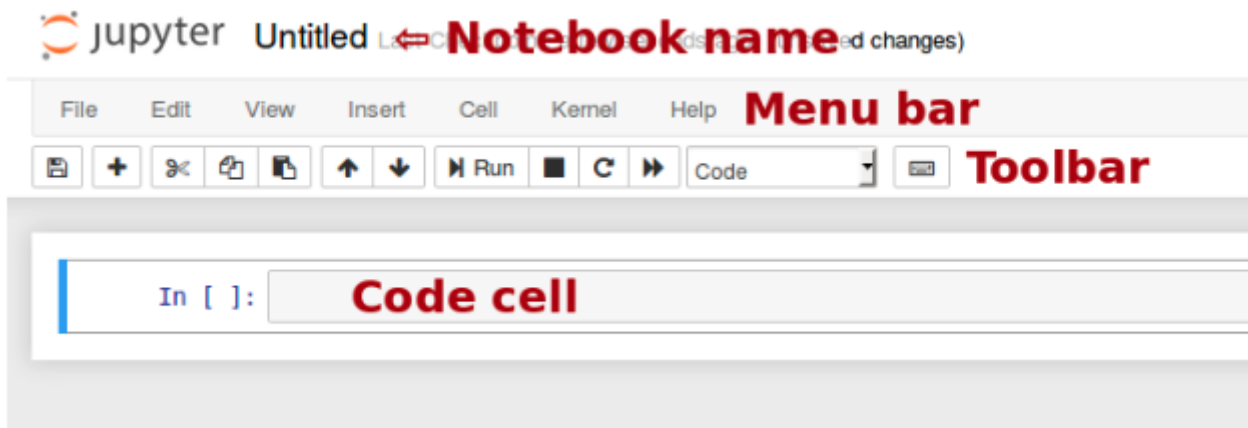 jupyter Untitled ⇐ Notebook name d changes)
File Edit View Insert Cell Kernel Help Menu bar
Run Code Toolbar
In [ ]: Code cell